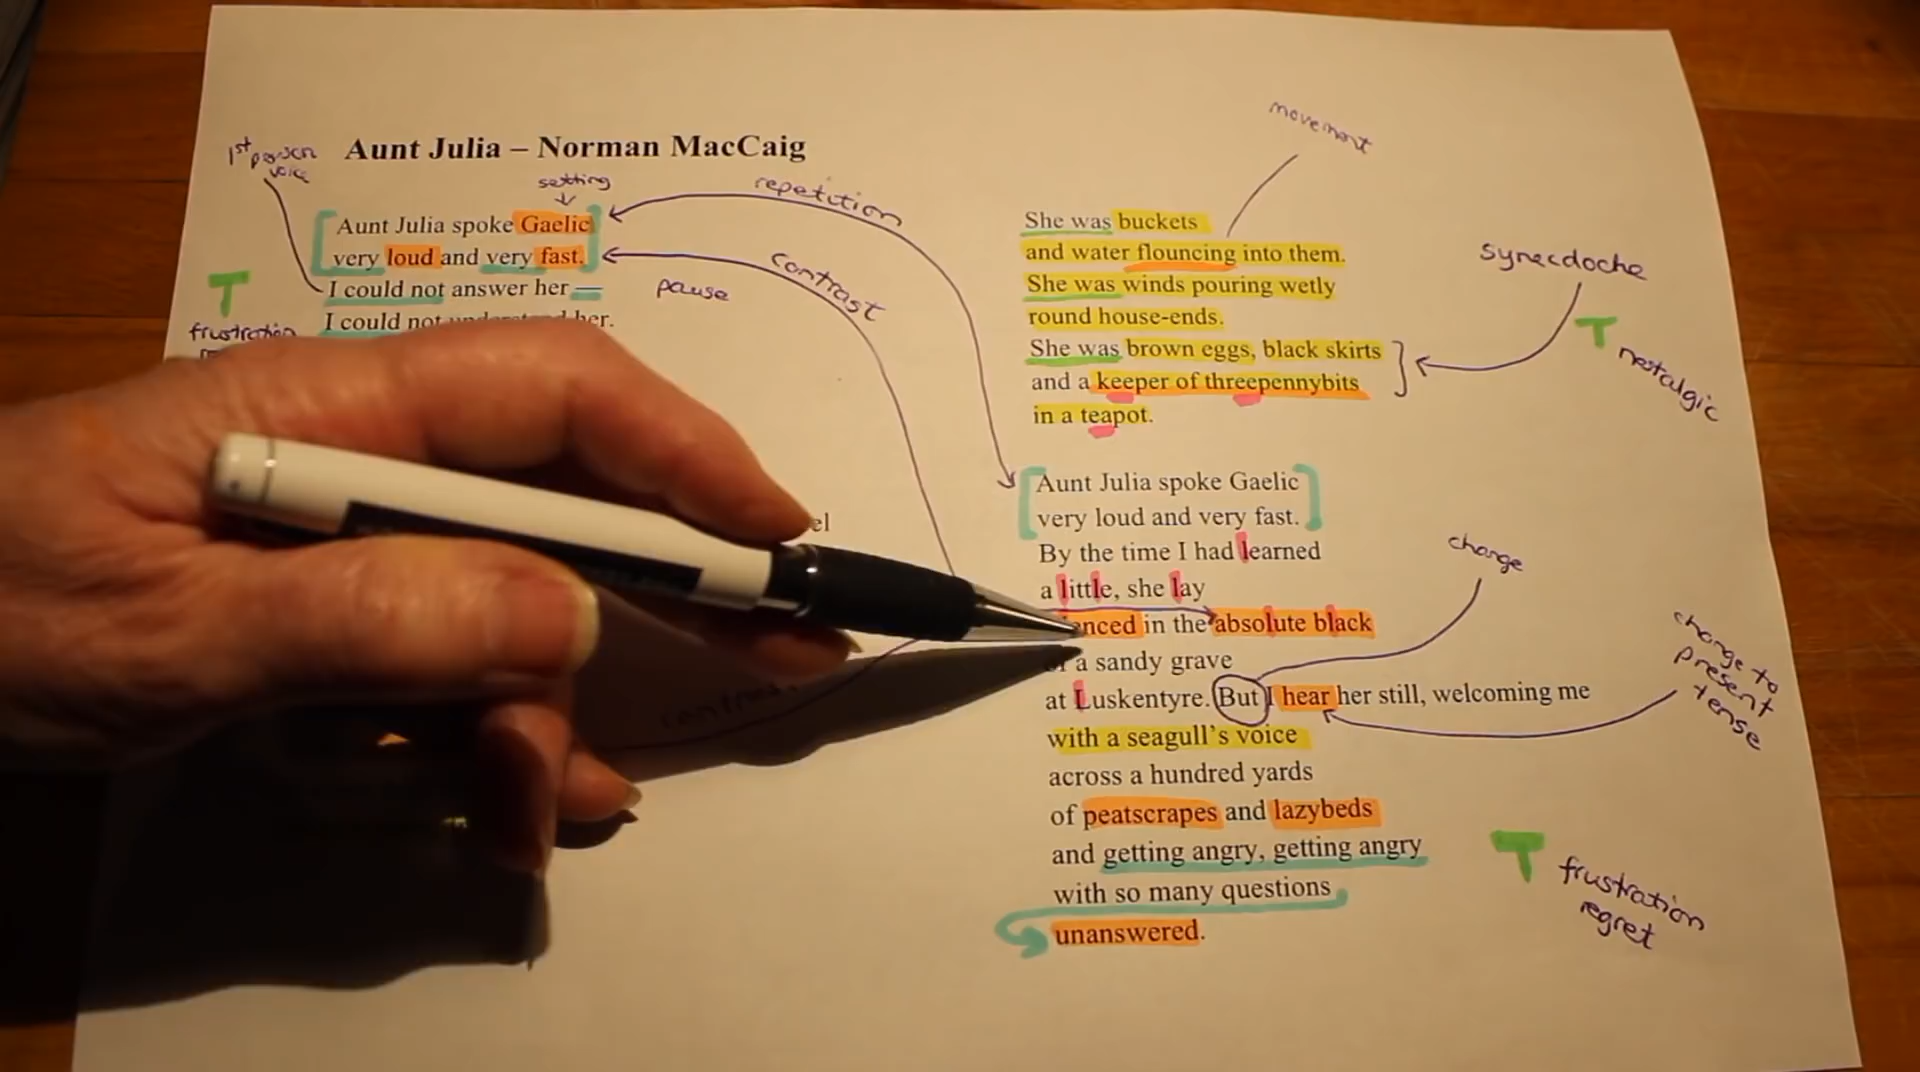 Aunt Julia – Norman MacCaig
1st person
voice
setting
Aunt Julia spoke Gaelic
very loud and very fast.
I could not answer her —
I could not understand her.
T
frustration
repetition
contrast
pause
el
contrast
movement
She was buckets
and water flouncing into them.
She was winds pouring wetly
round house-ends.
She was brown eggs, black skirts
and a keeper of threepennybits
in a teapot.
synecdoche
T
nostalgic
Aunt Julia spoke Gaelic
very loud and very fast.
By the time I had learned
a little, she lay
enced in the absolute black
of a sandy grave
at Luskentyre. But I hear her still, welcoming me
with a seagull's voice
across a hundred yards
of peatscrapes and lazybeds
and getting angry, getting angry
with so many questions
unanswered.
change
change to
present
tense
T
frustration
regret